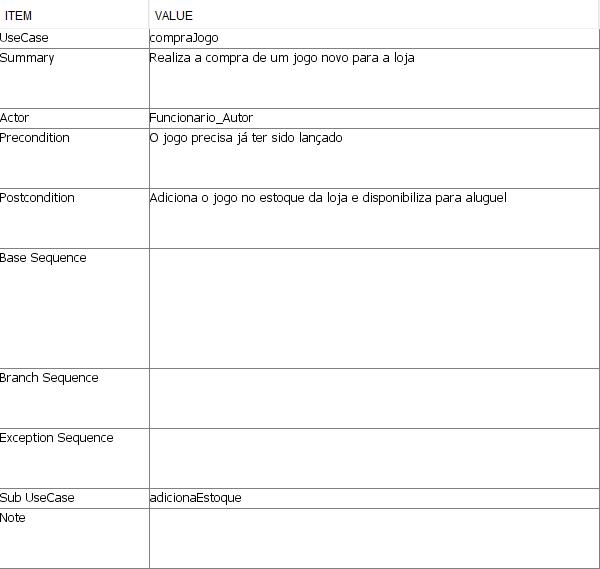 ITEM VALUE
UseCase compraJogo
Summary Realiza a compra de um jogo novo para a loja
Actor Funcionario_Autor
Precondition O jogo precisa já ter sido lançado
Postcondition Adiciona o jogo no estoque da loja e disponibiliza para aluguel
Base Sequence
Branch Sequence
Exception Sequence
Sub UseCase adicionaEstoque
Note